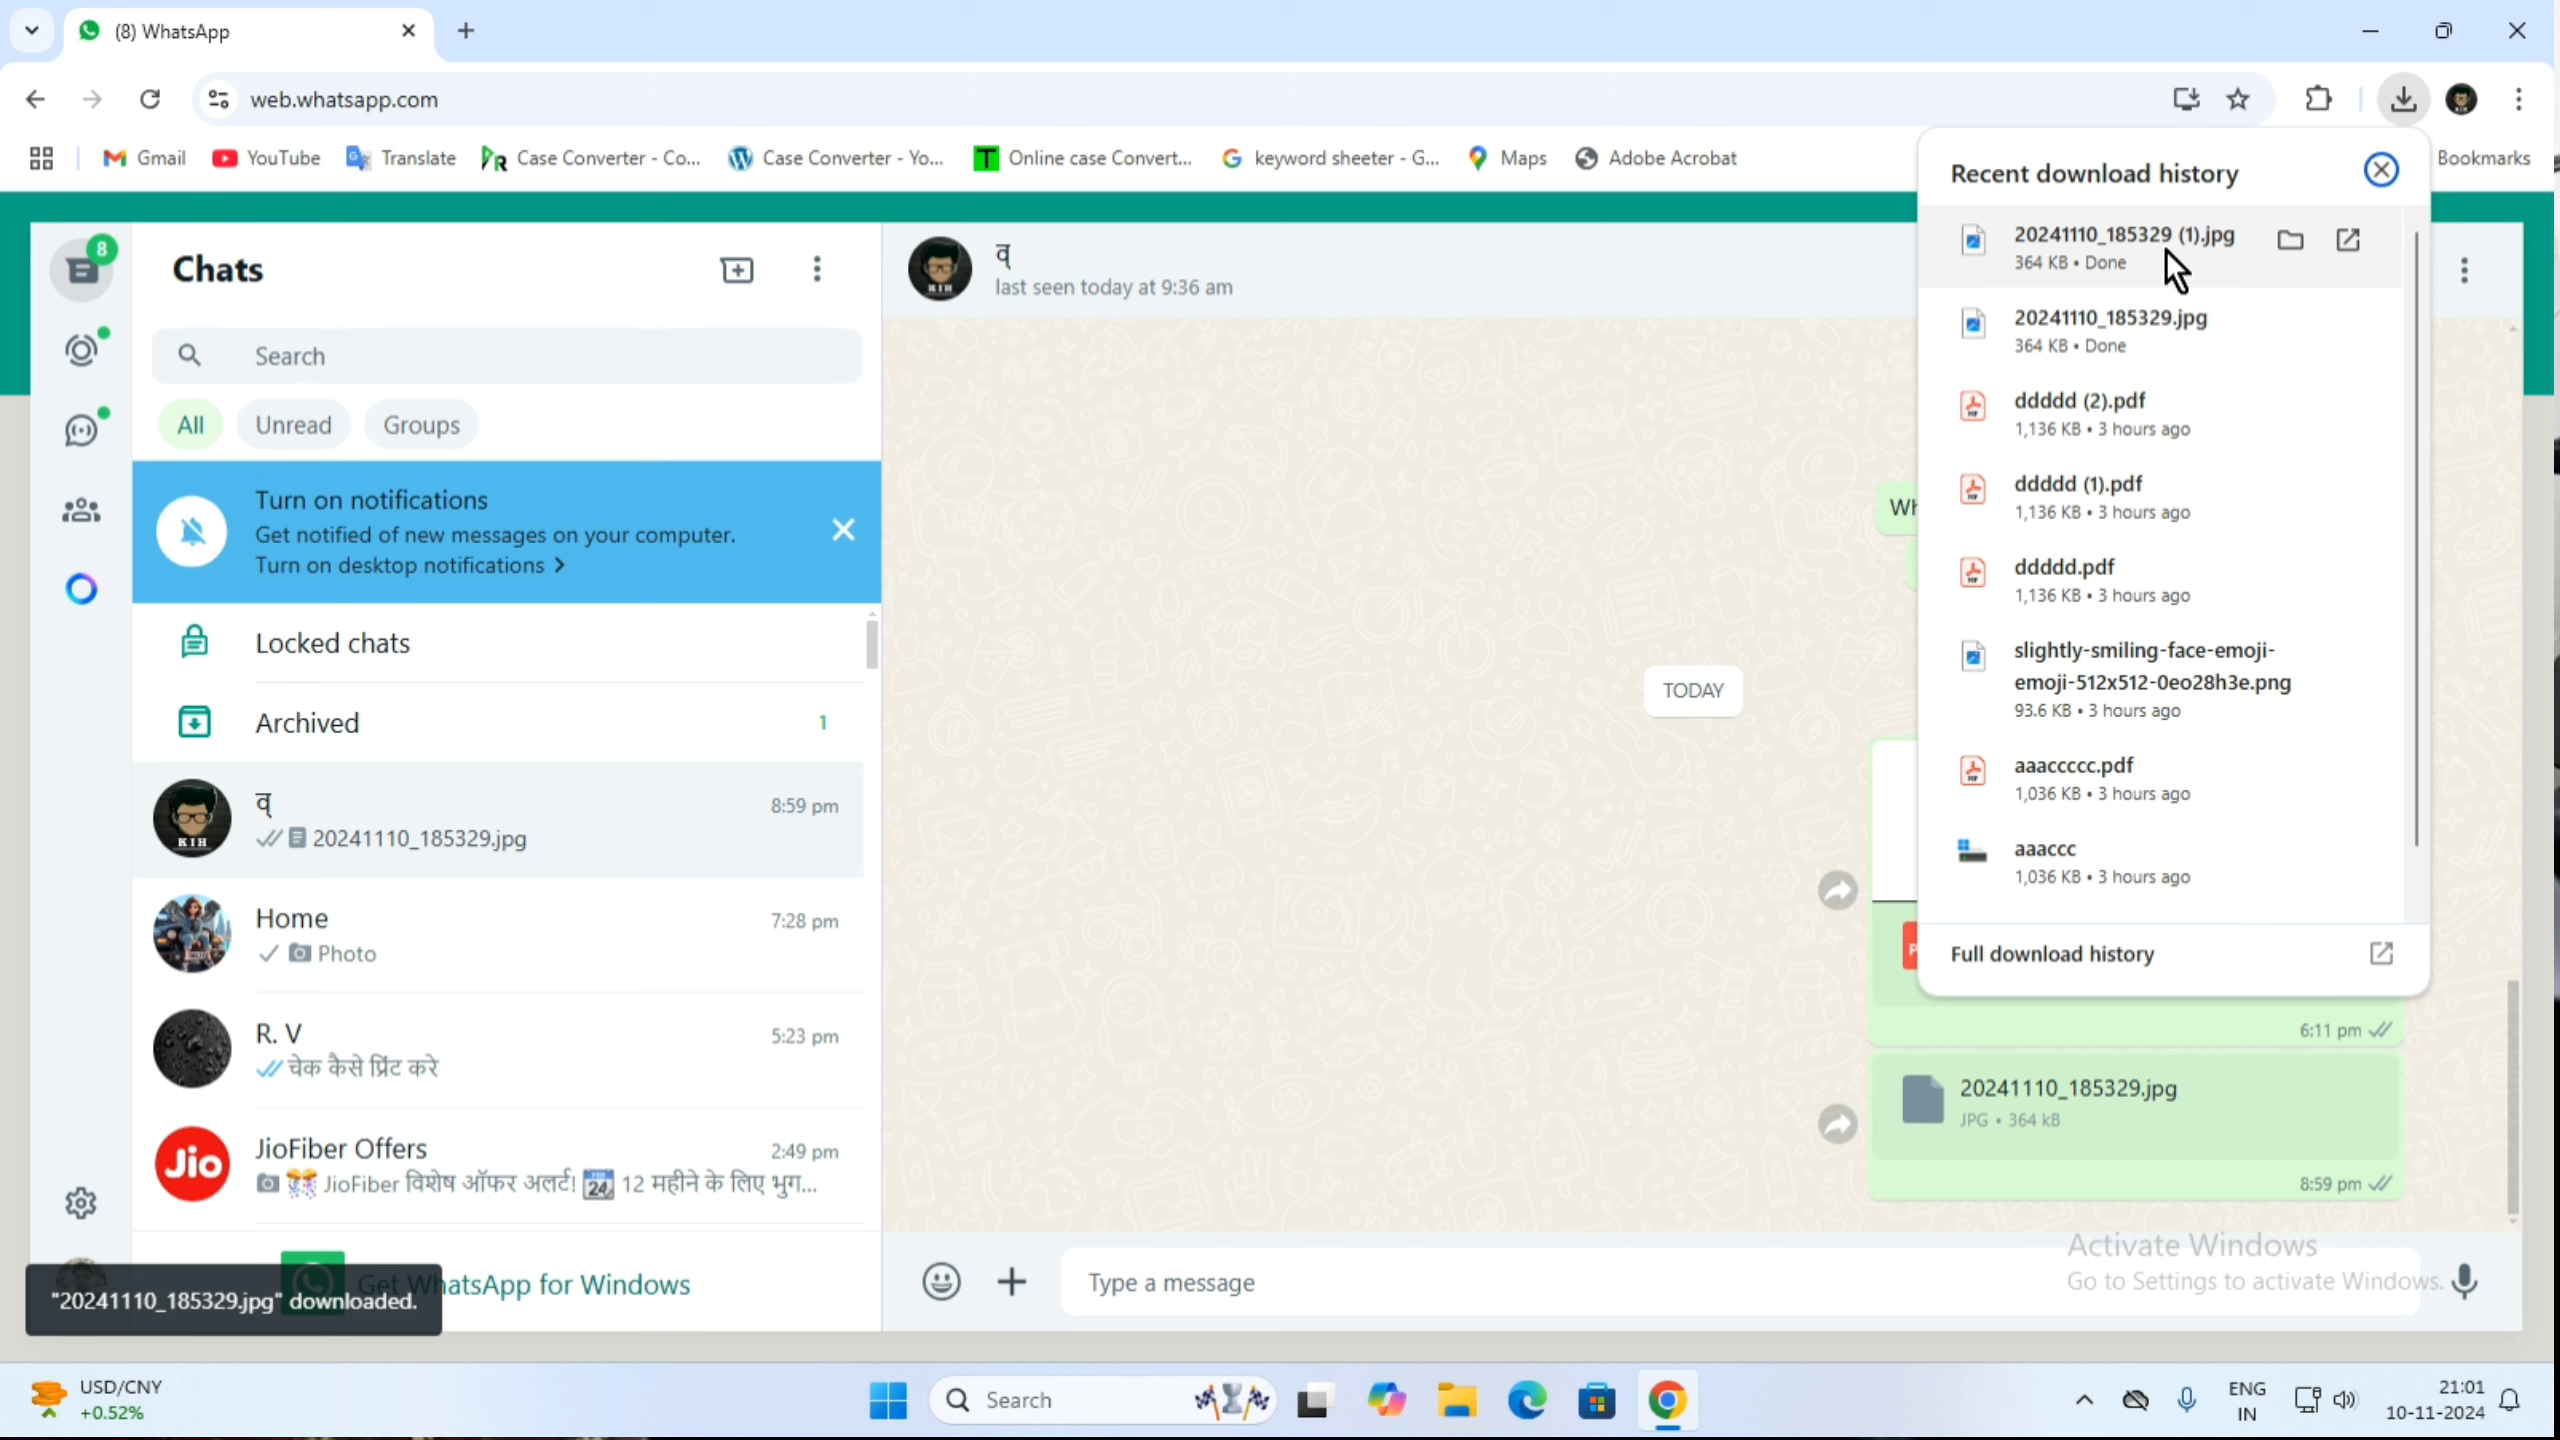 (8) WhatsApp
web.whatsapp.com
Gmail YouTube Translate Case Converter - Co... Case Converter - Yo... Online case Convert... keyword sheeter - G... Maps Adobe Acrobat Bookmarks
Recent download history
20241110_185329 (1).jpg
364 KB • Done
20241110_185329.jpg
364 KB • Done
ddddd (2).pdf
1,136 KB • 3 hours ago
ddddd (1).pdf
1,136 KB • 3 hours ago
ddddd.pdf
1,136 KB • 3 hours ago
slightly-smiling-face-emoji-
emoji-512x512-0eo28h3e.png
93.6 KB • 3 hours ago
aaaccccc.pdf
1,036 KB • 3 hours ago
aaaccc
1,036 KB • 3 hours ago
Full download history
8
Chats
Search
All Unread Groups
Turn on notifications
Get notified of new messages on your computer.
Turn on desktop notifications >
Locked chats
Archived 1
व् 8:59 pm
20241110_185329.jpg
KIH
Home 7:28 pm
Photo
R. V 5:23 pm
चेक कैसे प्रिंट करे
Jio
JioFiber Offers 2:49 pm
JioFiber विशेष ऑफर अलर्ट! 24 12 महीने के लिए भुग...
Get WhatsApp for Windows
"20241110_185329.jpg" downloaded.
KIH
व्
last seen today at 9:36 am
Wh
TODAY
6:11 pm
20241110_185329.jpg
JPG • 364 kB
8:59 pm
Type a message
Activate Windows
Go to Settings to activate Windows.
USD/CNY
+0.52%
Search
ENG
IN
21:01
10-11-2024